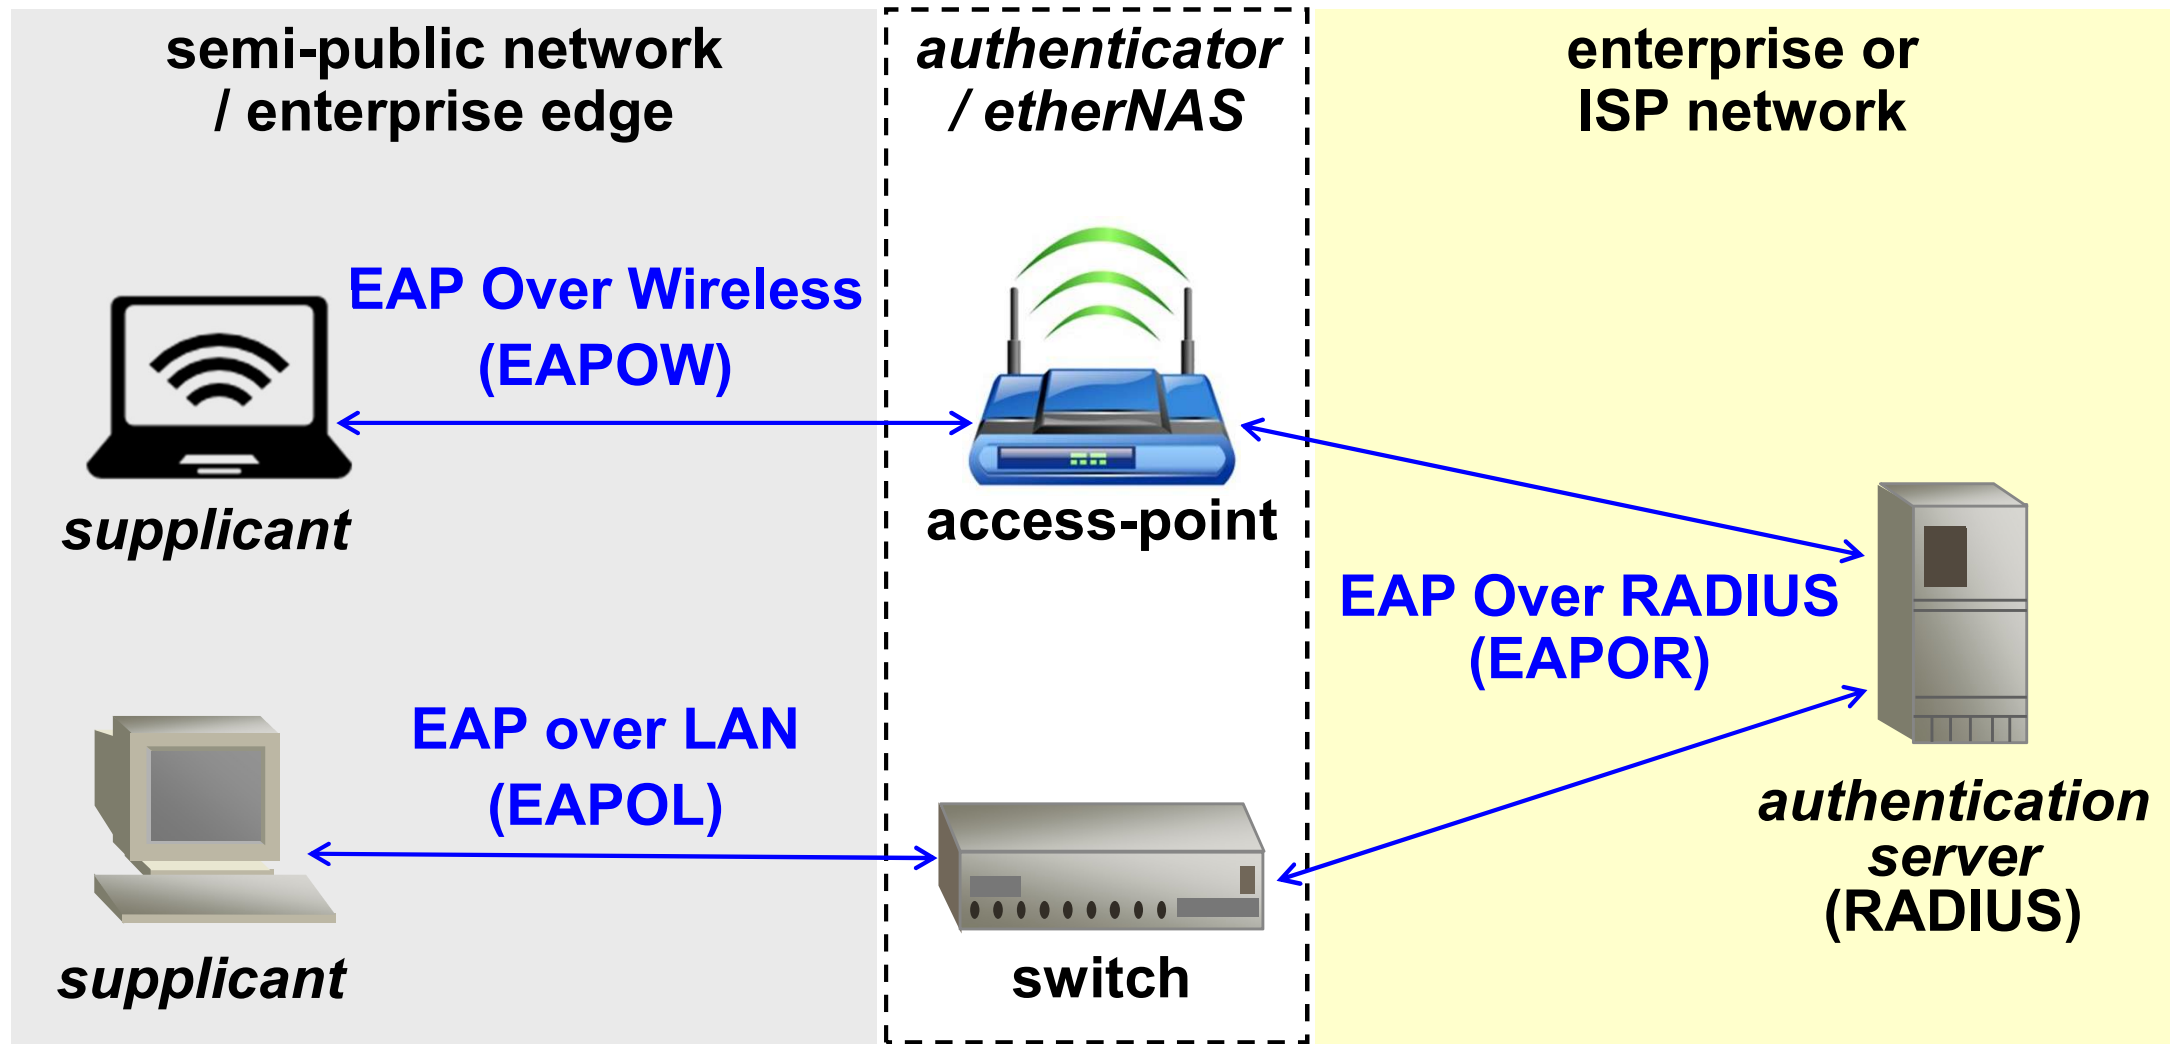 semi-public network
/ enterprise edge
authenticator
/ etherNAS
enterprise or
ISP network
EAP Over Wireless
(EAPOW)
supplicant
access-point
EAP Over RADIUS
(EAPOR)
EAP over LAN
(EAPOL)
authentication
server
(RADIUS)
supplicant
switch